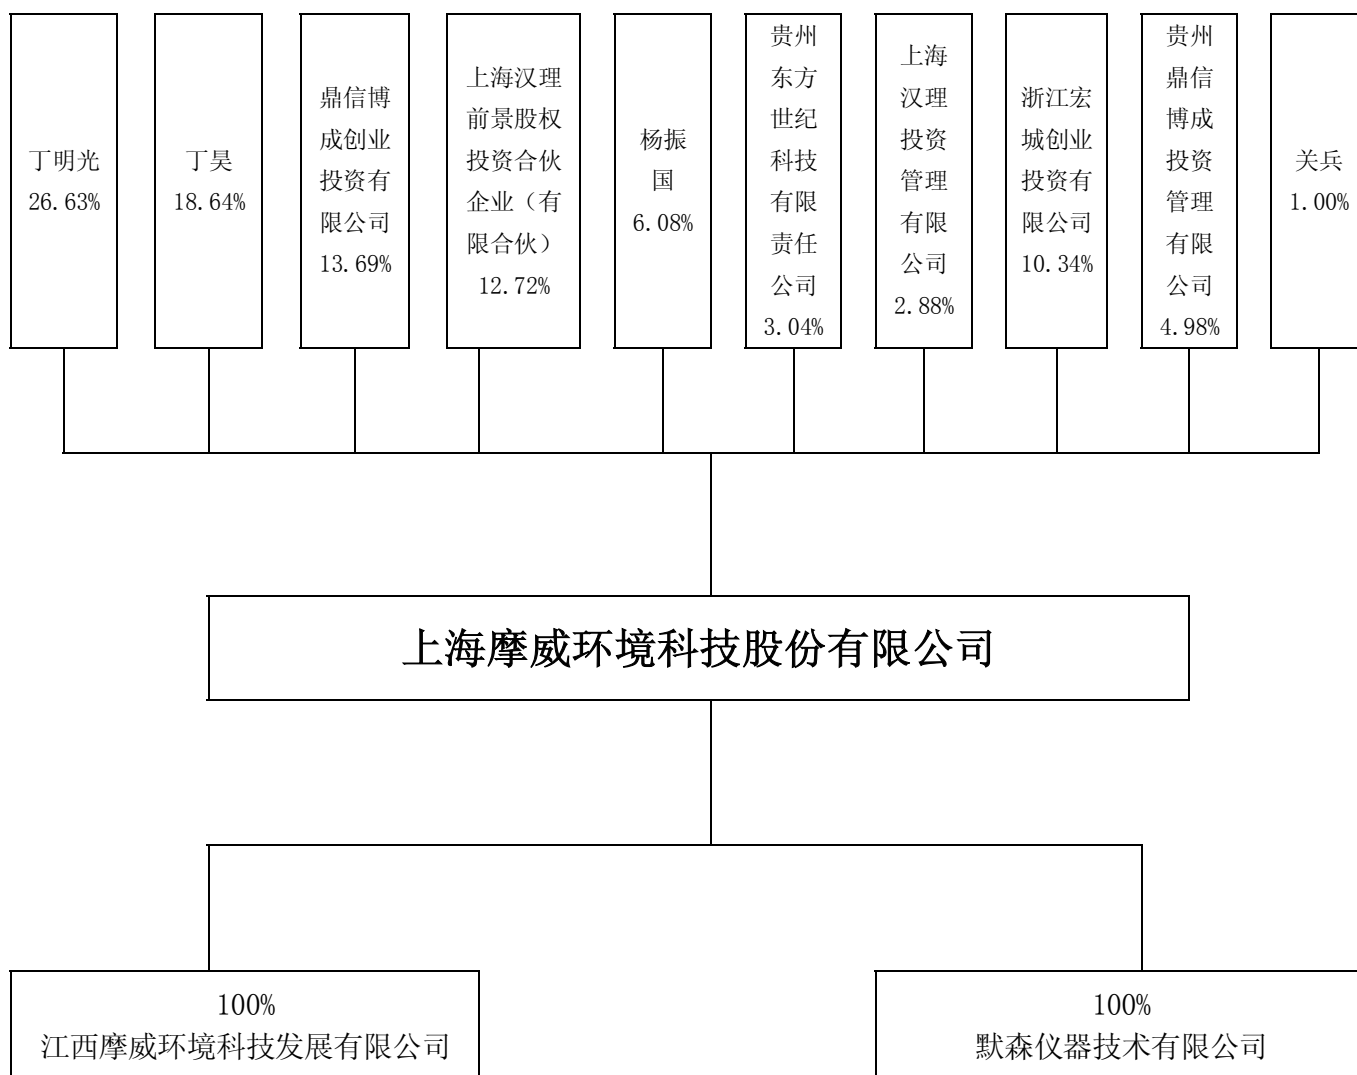 丁明光
26.63%
丁昊
18.64%
鼎信博
成创业
投资有
限公司
13.69%
上海汉理
前景股权
投资合伙
企业（有
限合伙）
12.72%
杨振
国
6.08%
贵州
东方
世纪
科技
有限
责任
公司
3.04%
上海
汉理
投资
管理
有限
公司
2.88%
浙江宏
城创业
投资有
限公司
10.34%
贵州
鼎信
博成
投资
管理
有限
公司
4.98%
关兵
1.00%
上海摩威环境科技股份有限公司
100%
江西摩威环境科技发展有限公司
100%
默森仪器技术有限公司